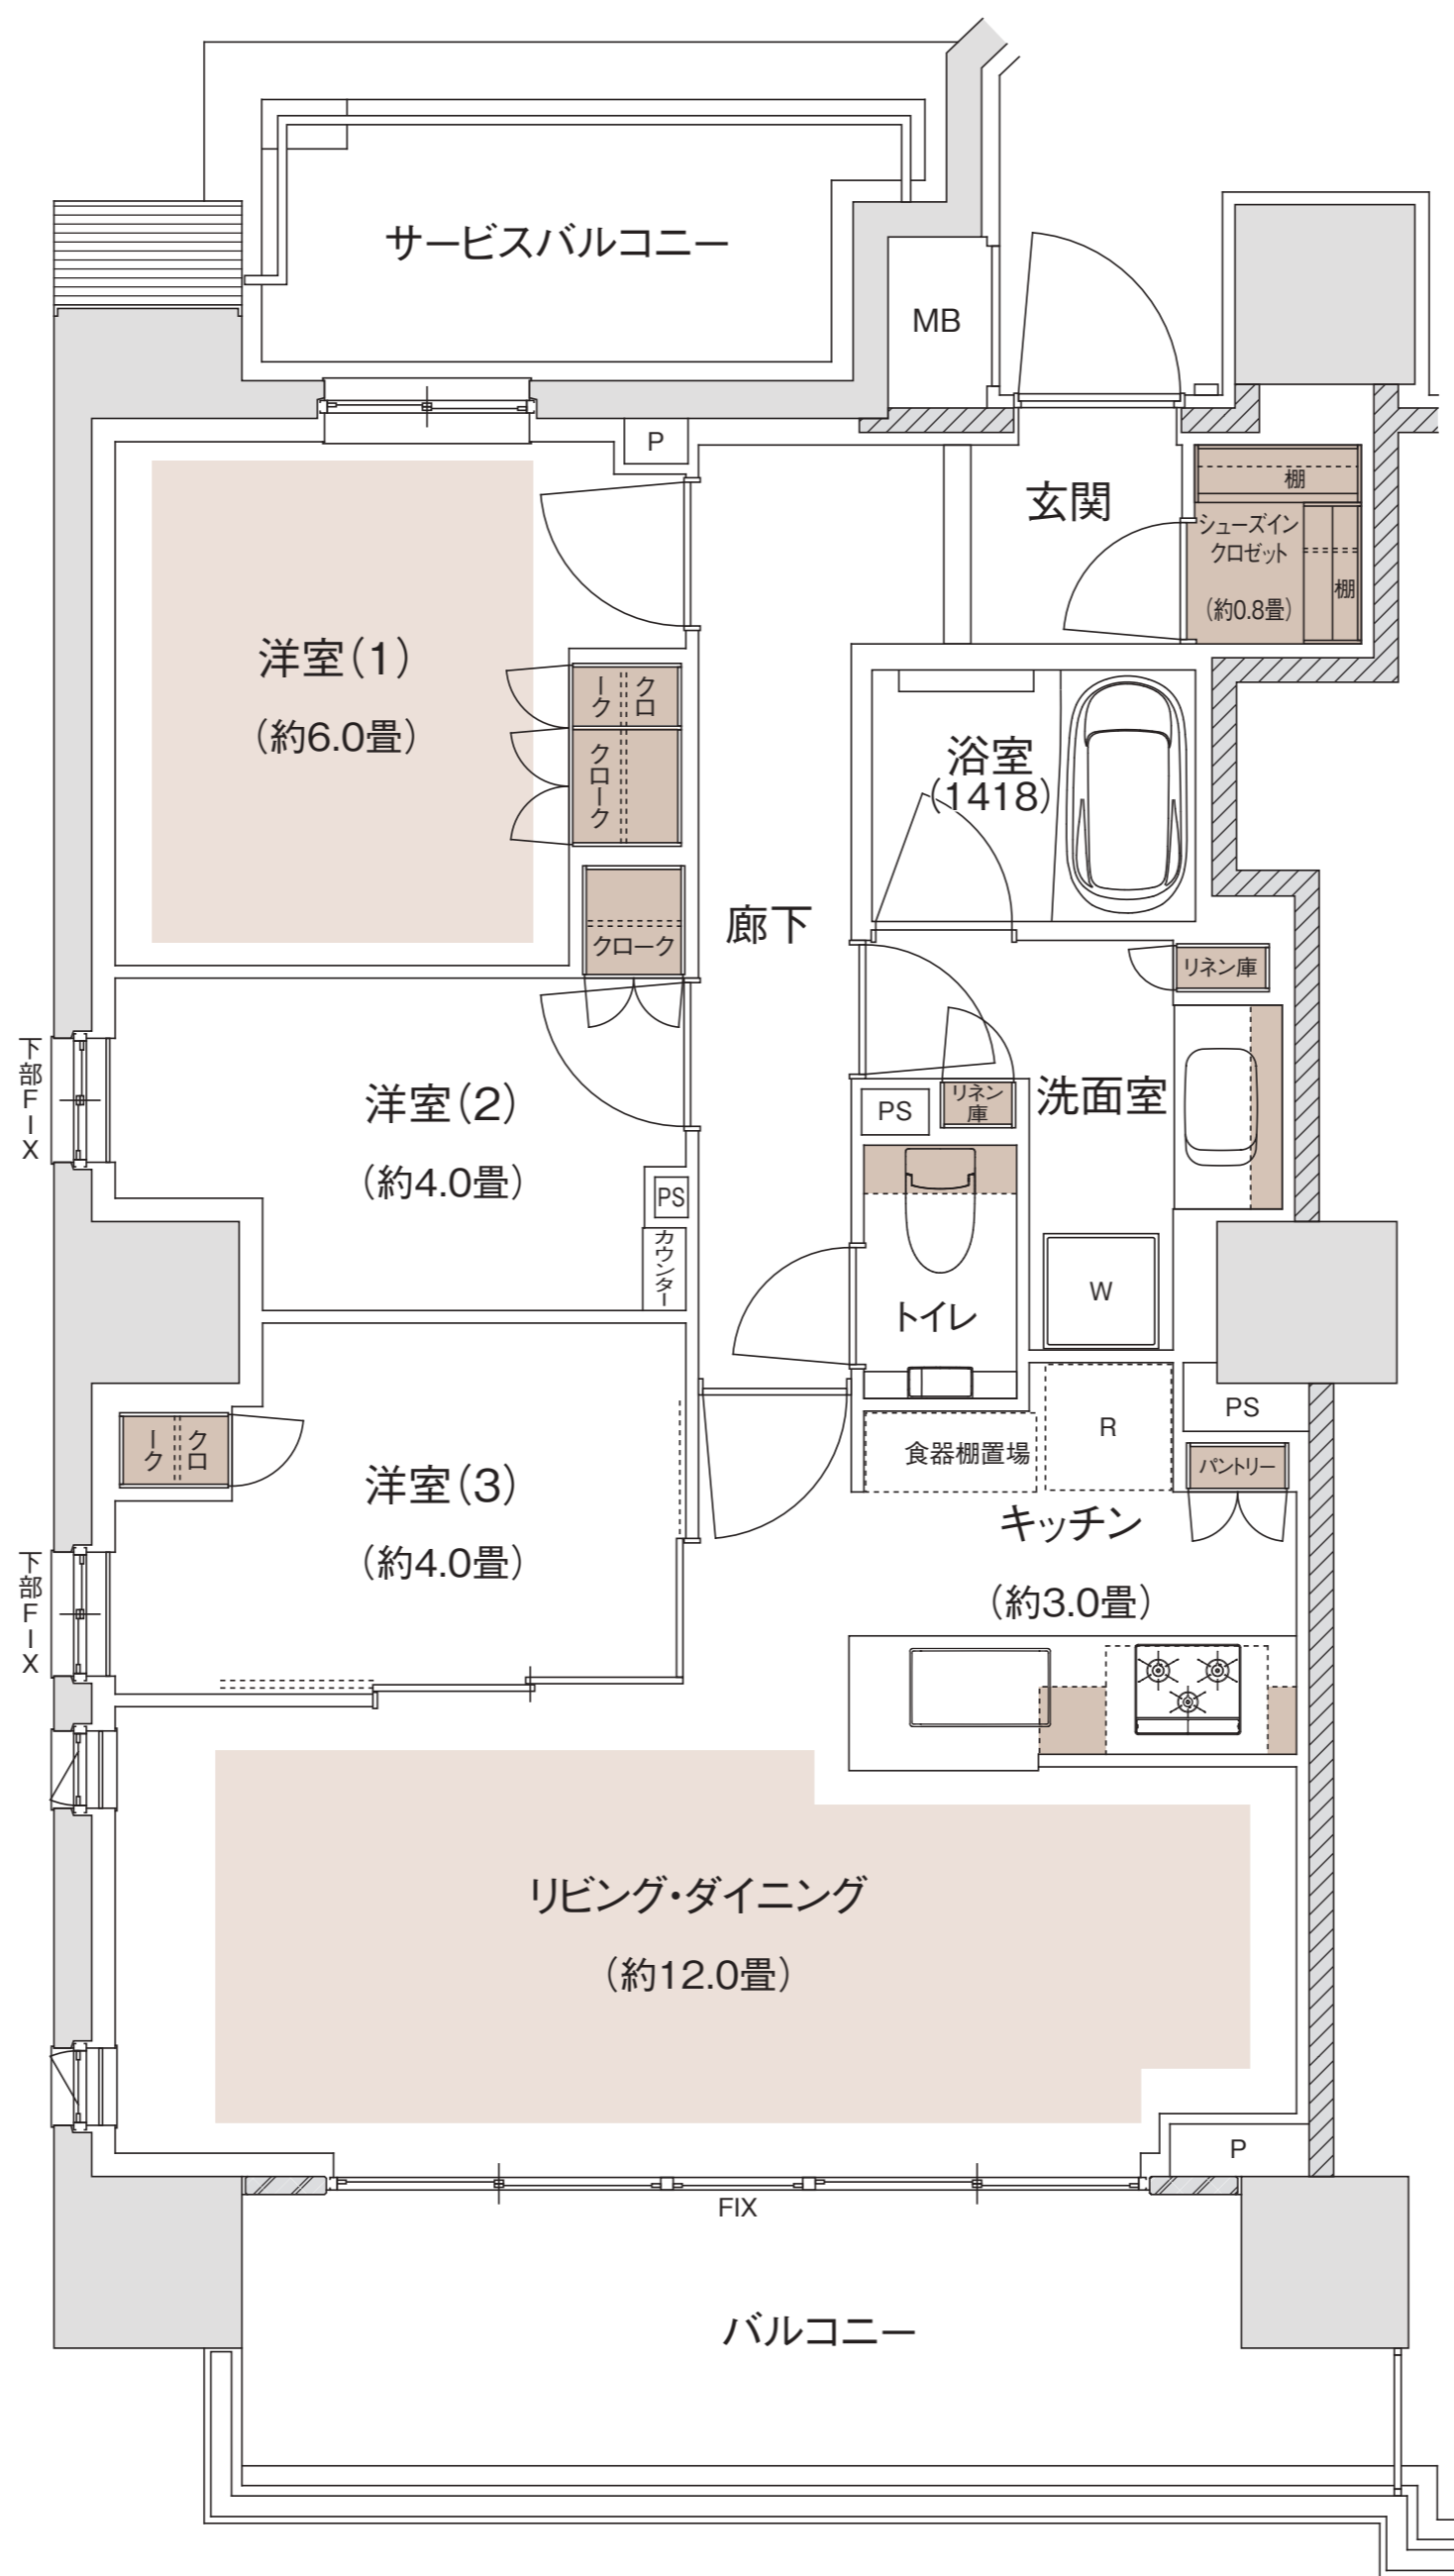 サービスバルコニー
MB
P
玄関
棚
シューズイン
クロゼット
(約0.8畳)
棚
洋室(1)
(約6.0畳)
クローク
クローク
クローク
浴室
(1418)
廊下
リネン庫
洋室(2)
(約4.0畳)
下部FIX
PS
リネン
庫
洗面室
PS
カウンター
トイレ
W
PS
R
食器棚置場
パントリー
クローク
洋室(3)
(約4.0畳)
下部FIX
キッチン
(約3.0畳)
リビング・ダイニング
(約12.0畳)
P
FIX
バルコニー